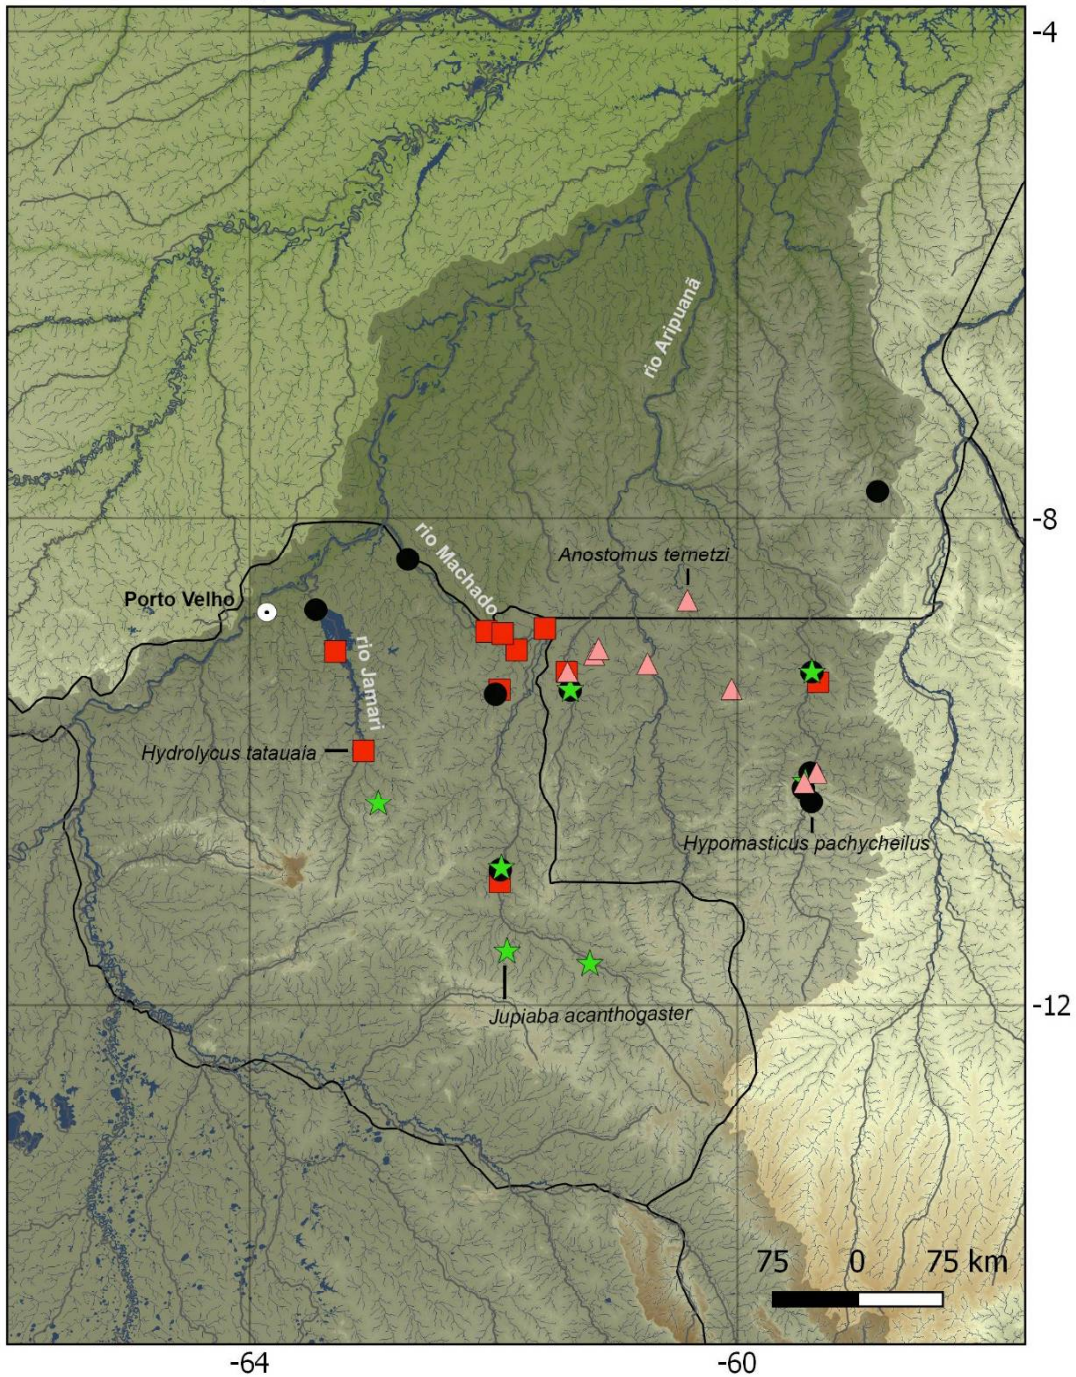 -4
rio Aripuanã
-8
rio Machado
Anostomus ternetzi
Porto Velho
rio Jamari
Hydrolycus tatauaia
Hypomasticus pachycheilus
-12
Jupiaba acanthogaster
75 0 75 km
-64 -60